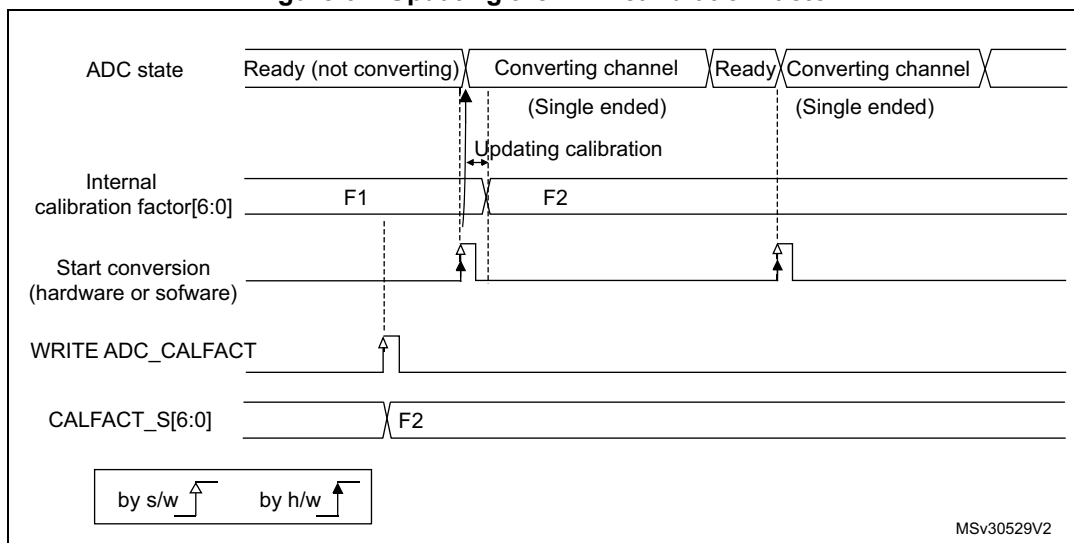 ADC state
Ready (not converting)
Converting channel
Ready
Converting channel
(Single ended)
(Single ended)
Updating calibration
Internal
calibration factor[6:0]
F1
F2
Start conversion
(hardware or sofware)
WRITE ADC_CALFACT
CALFACT_S[6:0]
F2
by s/w
by h/w
MSv30529V2